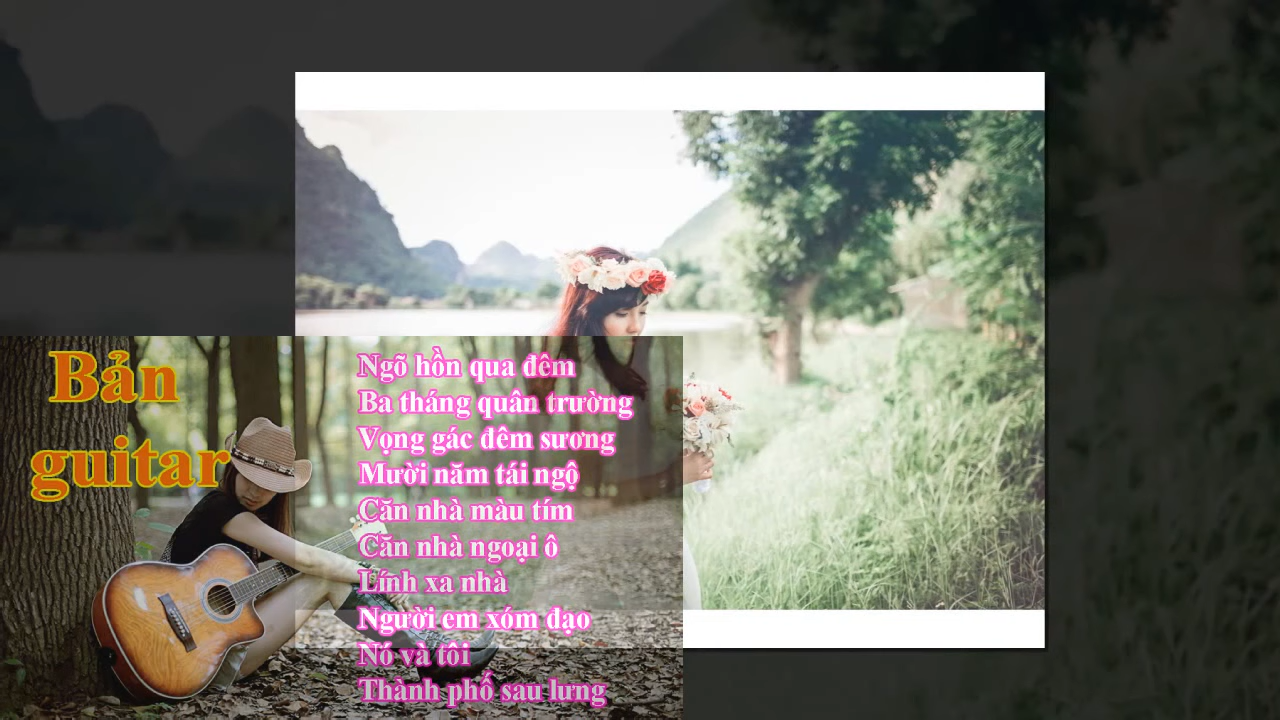 Bản
guitar
Ngõ hồn qua đêm
Ba tháng quân trường
Vọng gác đêm sương
Mười năm tái ngộ
Căn nhà màu tím
Căn nhà ngoại ô
Lính xa nhà
Người em xóm đạo
Nó và tôi
Thành phố sau lưng